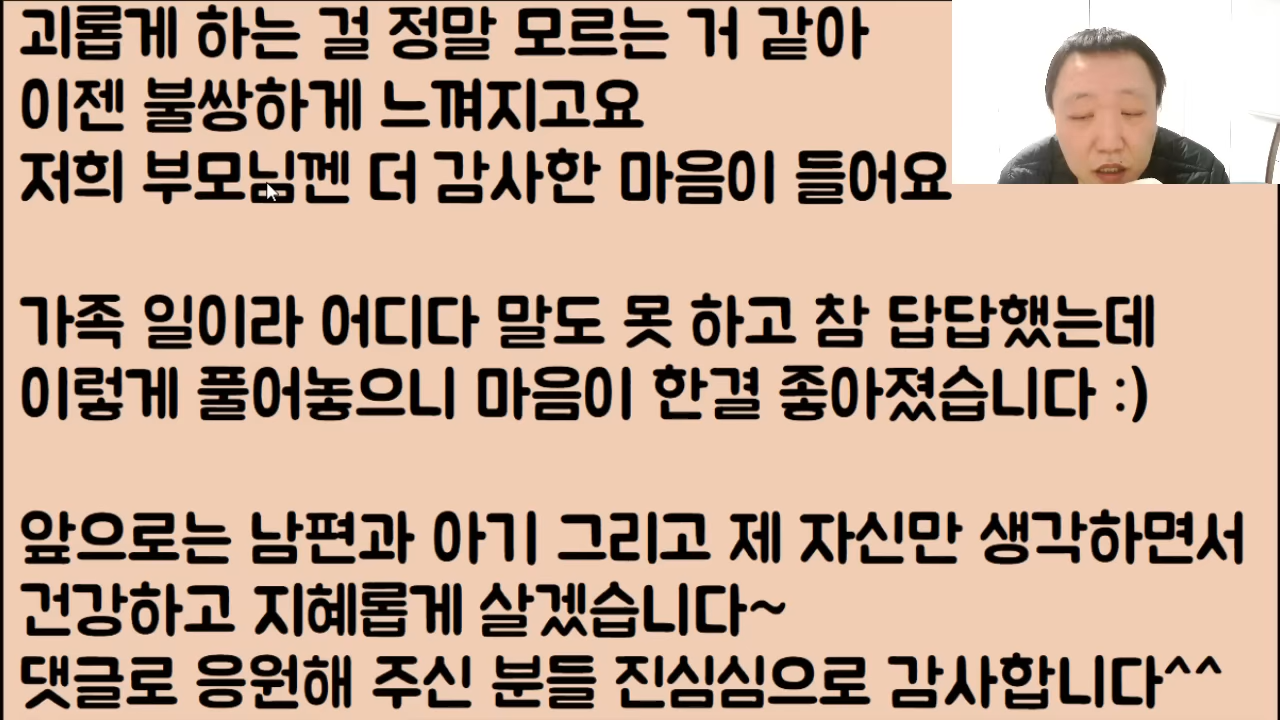 괴롭게 하는 걸 정말 모르는 거 같아
이젠 불쌍하게 느껴지고요
저희 부모님껜 더 감사한 마음이 들어요
가족 일이라 어디다 말도 못 하고 참 답답했는데
이렇게 풀어놓으니 마음이 한결 좋아졌습니다 :)
앞으로는 남편과 아기 그리고 제 자신만 생각하면서
건강하고 지혜롭게 살겠습니다~
댓글로 응원해 주신 분들 진심심으로 감사합니다^^